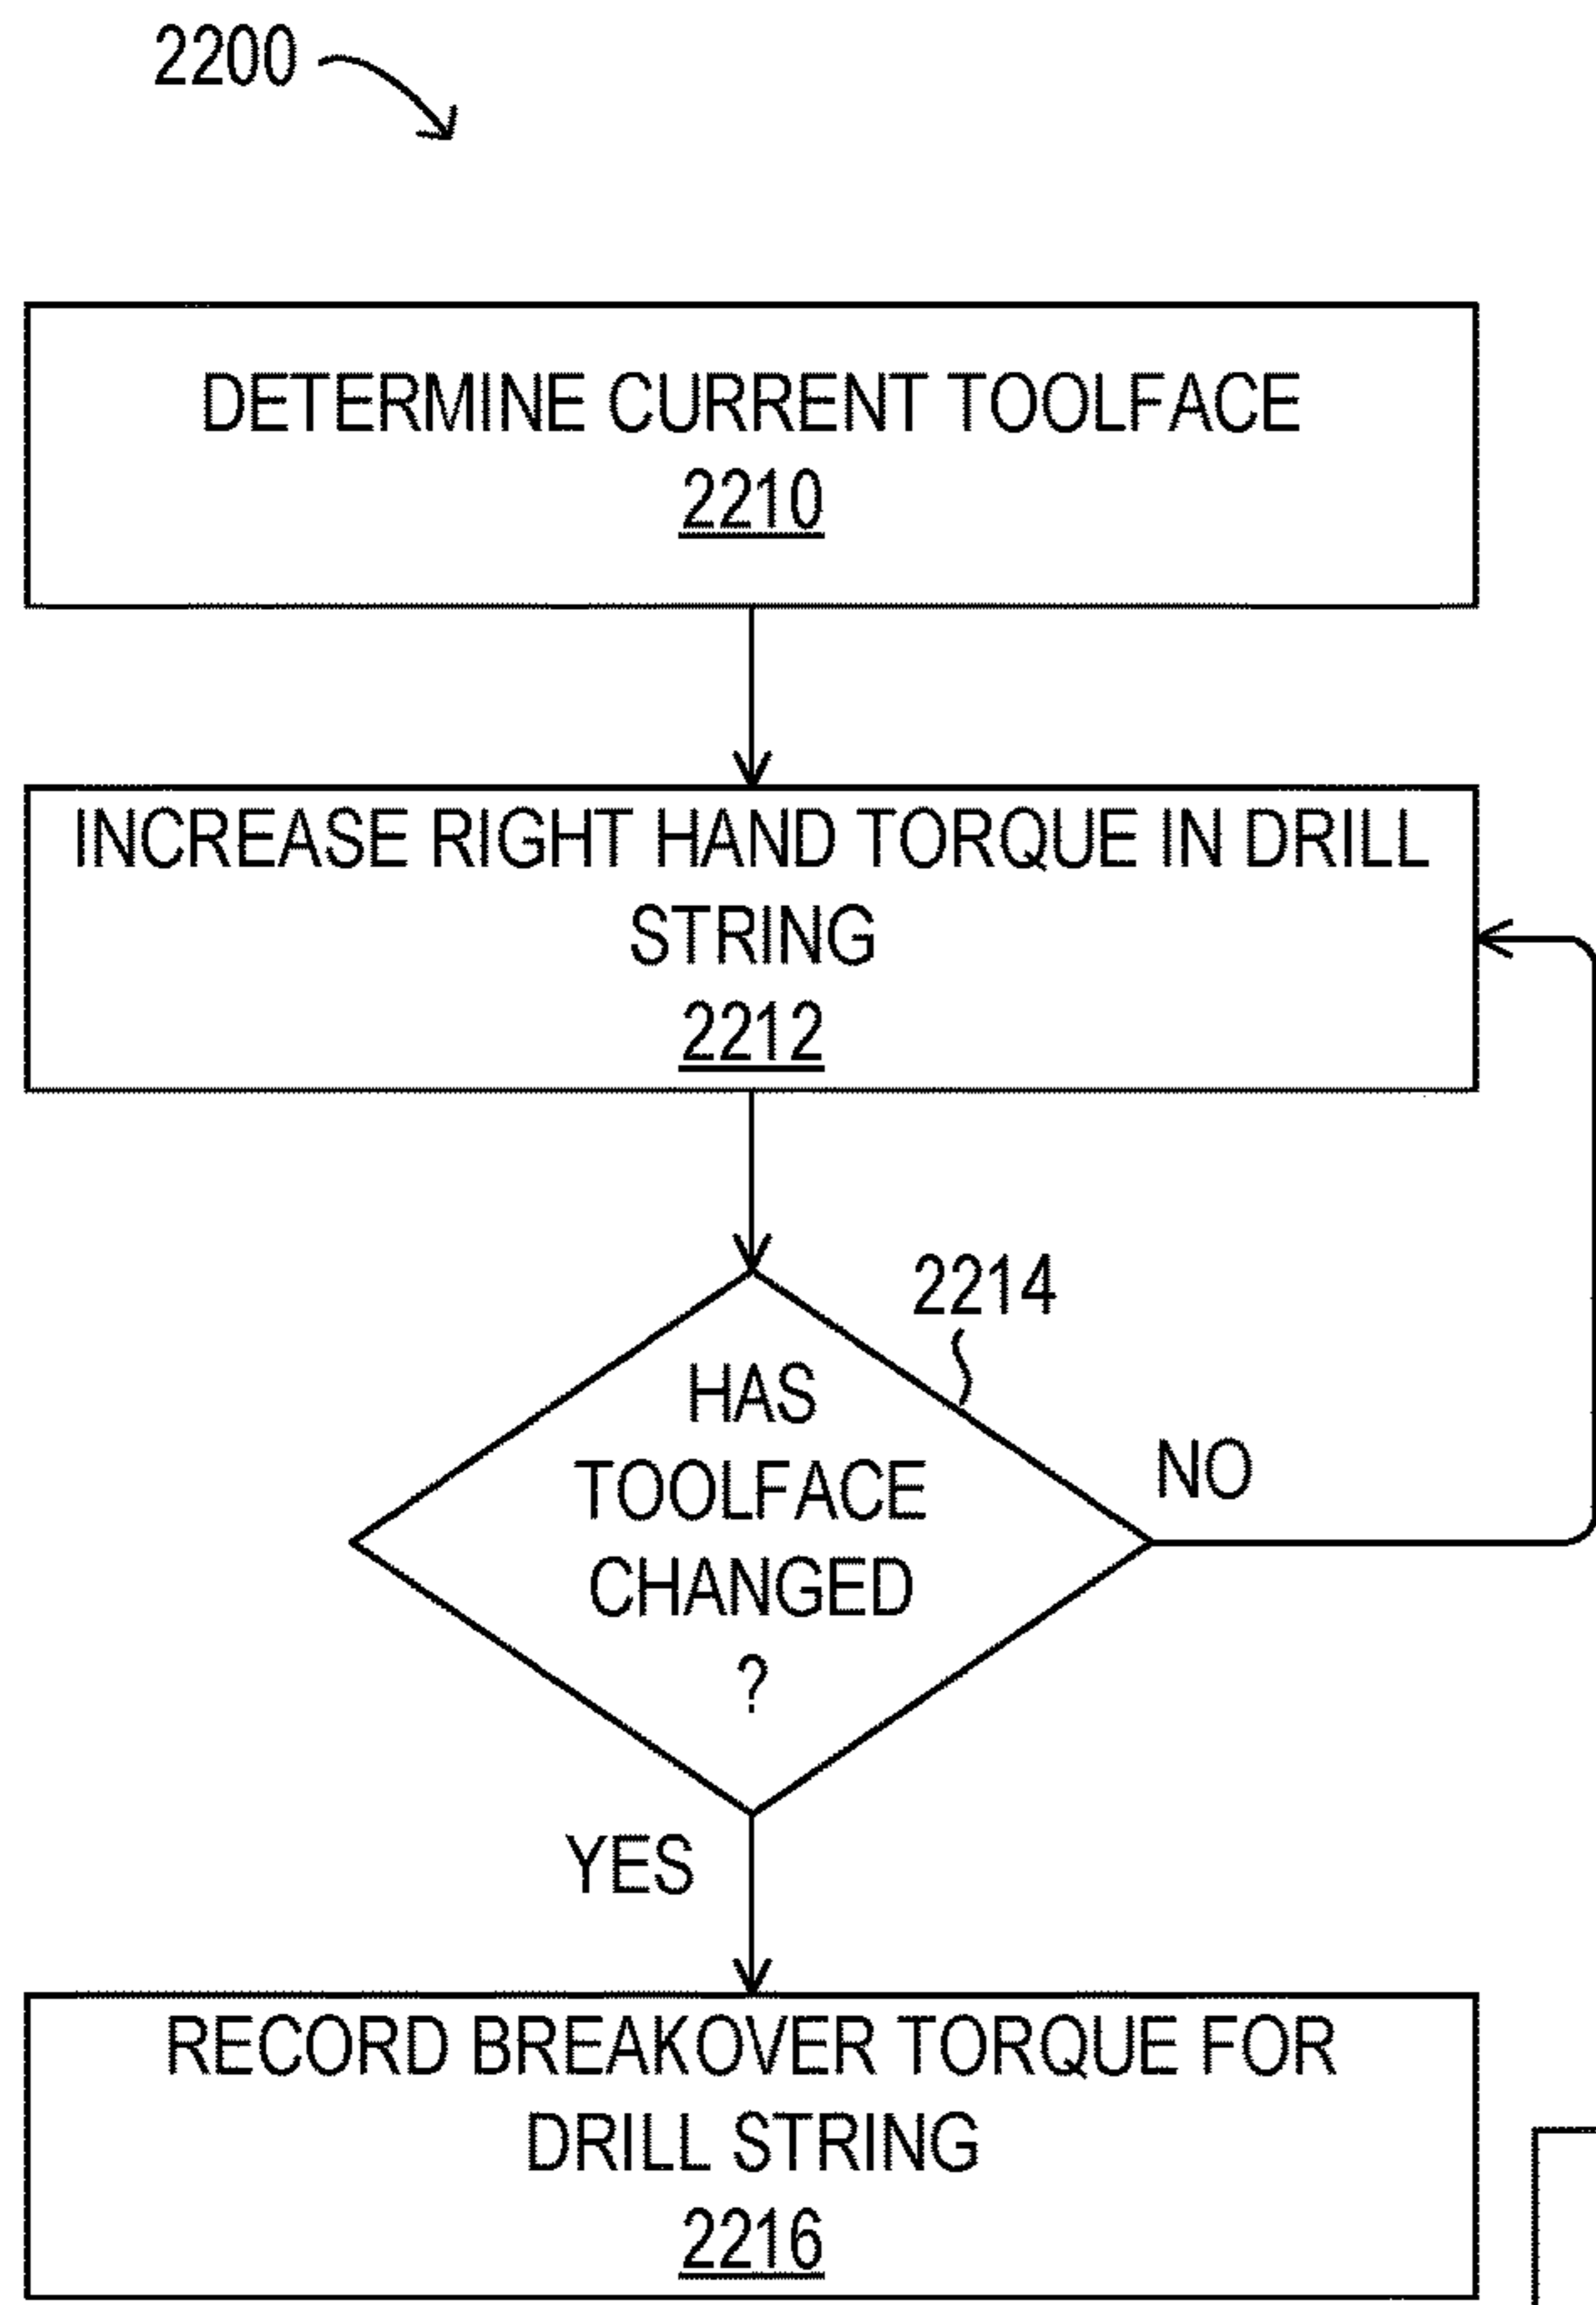 2200
DETERMINE CURRENT TOOLFACE
2210
INCREASE RIGHT HAND TORQUE IN DRILL
STRING
2212
2214
HAS
TOOLFACE
CHANGED
?
NO
YES
RECORD BREAKOVER TORQUE FOR
DRILL STRING
2216